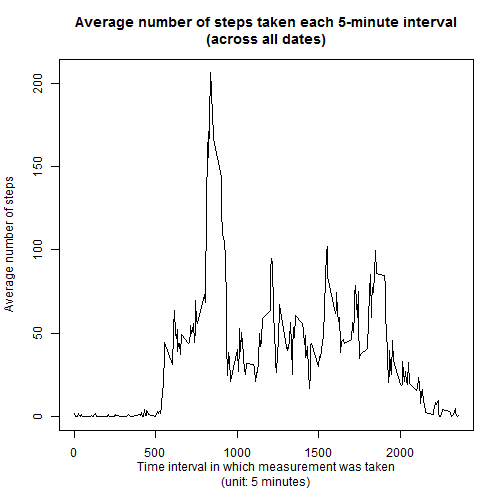 Average number of steps taken each 5-minute interval
(across all dates)
Average number of steps
200
150
100
50
0
0 500 1000 1500 2000
Time interval in which measurement was taken
(unit: 5 minutes)